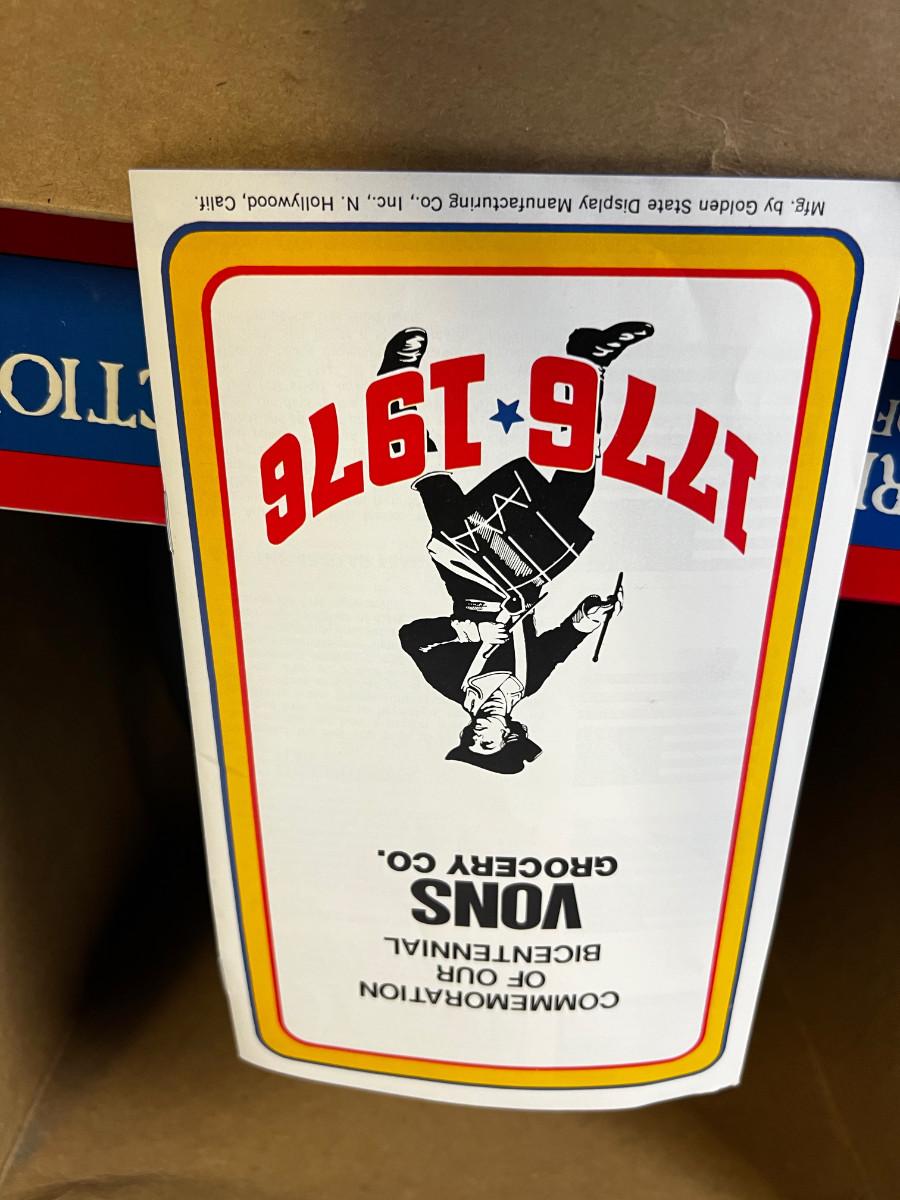 COMMEMORATION
OF OUR
BICENTENNIAL
VONS
GROCERY CO.
1776 ★ 1976
Mfg. by Golden State Display Manufacturing Co., Inc., N. Hollywood, Calif.